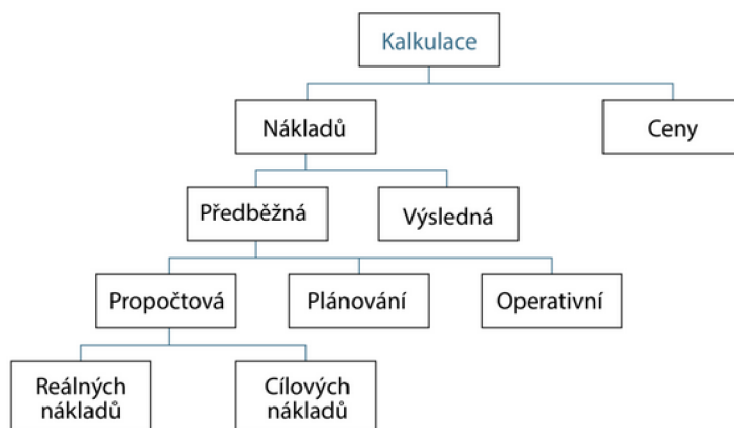 Kalkulace
Nákladů
Ceny
Předběžná
Výsledná
Propočtová
Plánování
Operativní
Reálných
nákladů
Cílových
nákladů